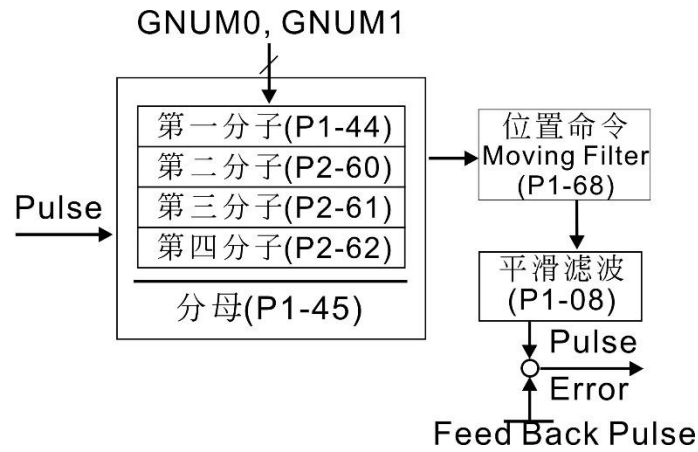 GNUM0, GNUM1
第一分子(P1-44)
第二分子(P2-60)
第三分子(P2-61)
第四分子(P2-62)
分母(P1-45)
Pulse
位置命令
Moving Filter
(P1-68)
平滑滤波
(P1-08)
Pulse
Error
Feed Back Pulse